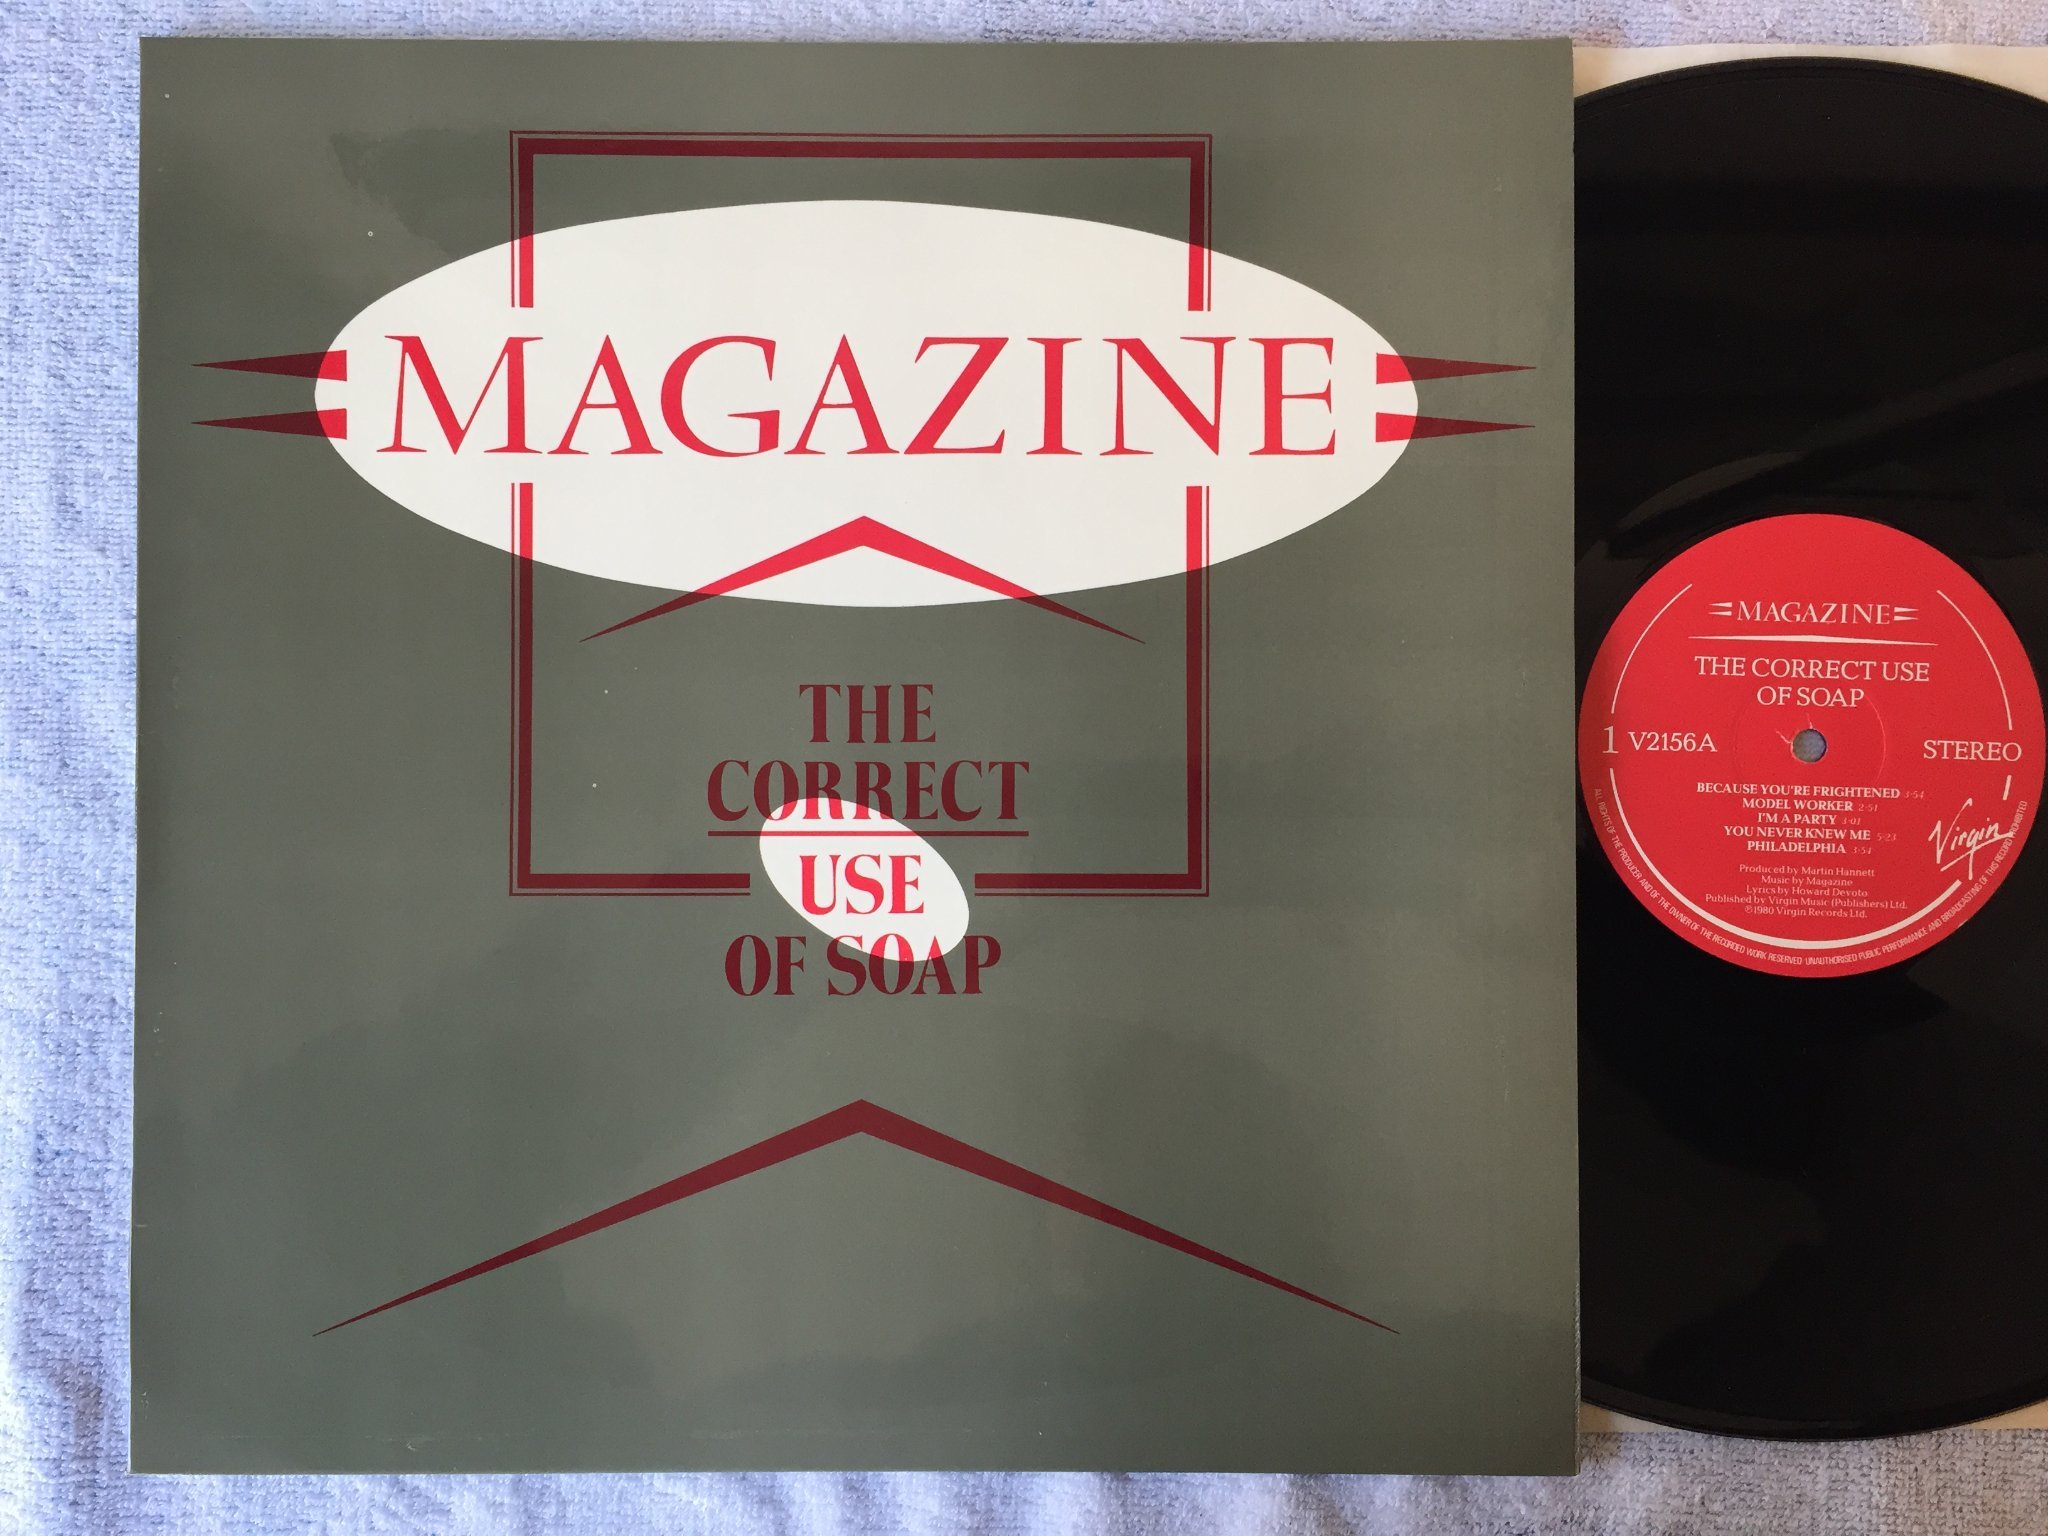 MAGAZINE
THE
CORRECT
USE
OF SOAP
MAGAZINE
THE CORRECT USE
OF SOAP
1 V2156A
STEREO
BECAUSE YOU'RE FRIGHTENED 3·54
MODEL WORKER 2·51
I'M A PARTY 3·01
YOU NEVER KNEW ME 5·23
PHILADELPHIA 3·54
Virgin
Produced by Martin Hannett
Music by Magazine
Lyrics by Howard Devoto
Published by Virgin Music (Publishers) Ltd.
℗1980 Virgin Records Ltd.
ALL RIGHTS OF THE PRODUCER AND OF THE OWNER OF THE RECORDED WORK RESERVED· UNAUTHORISED PUBLIC PERFORMANCE AND BROADCASTING OF THIS RECORD PROHIBITED